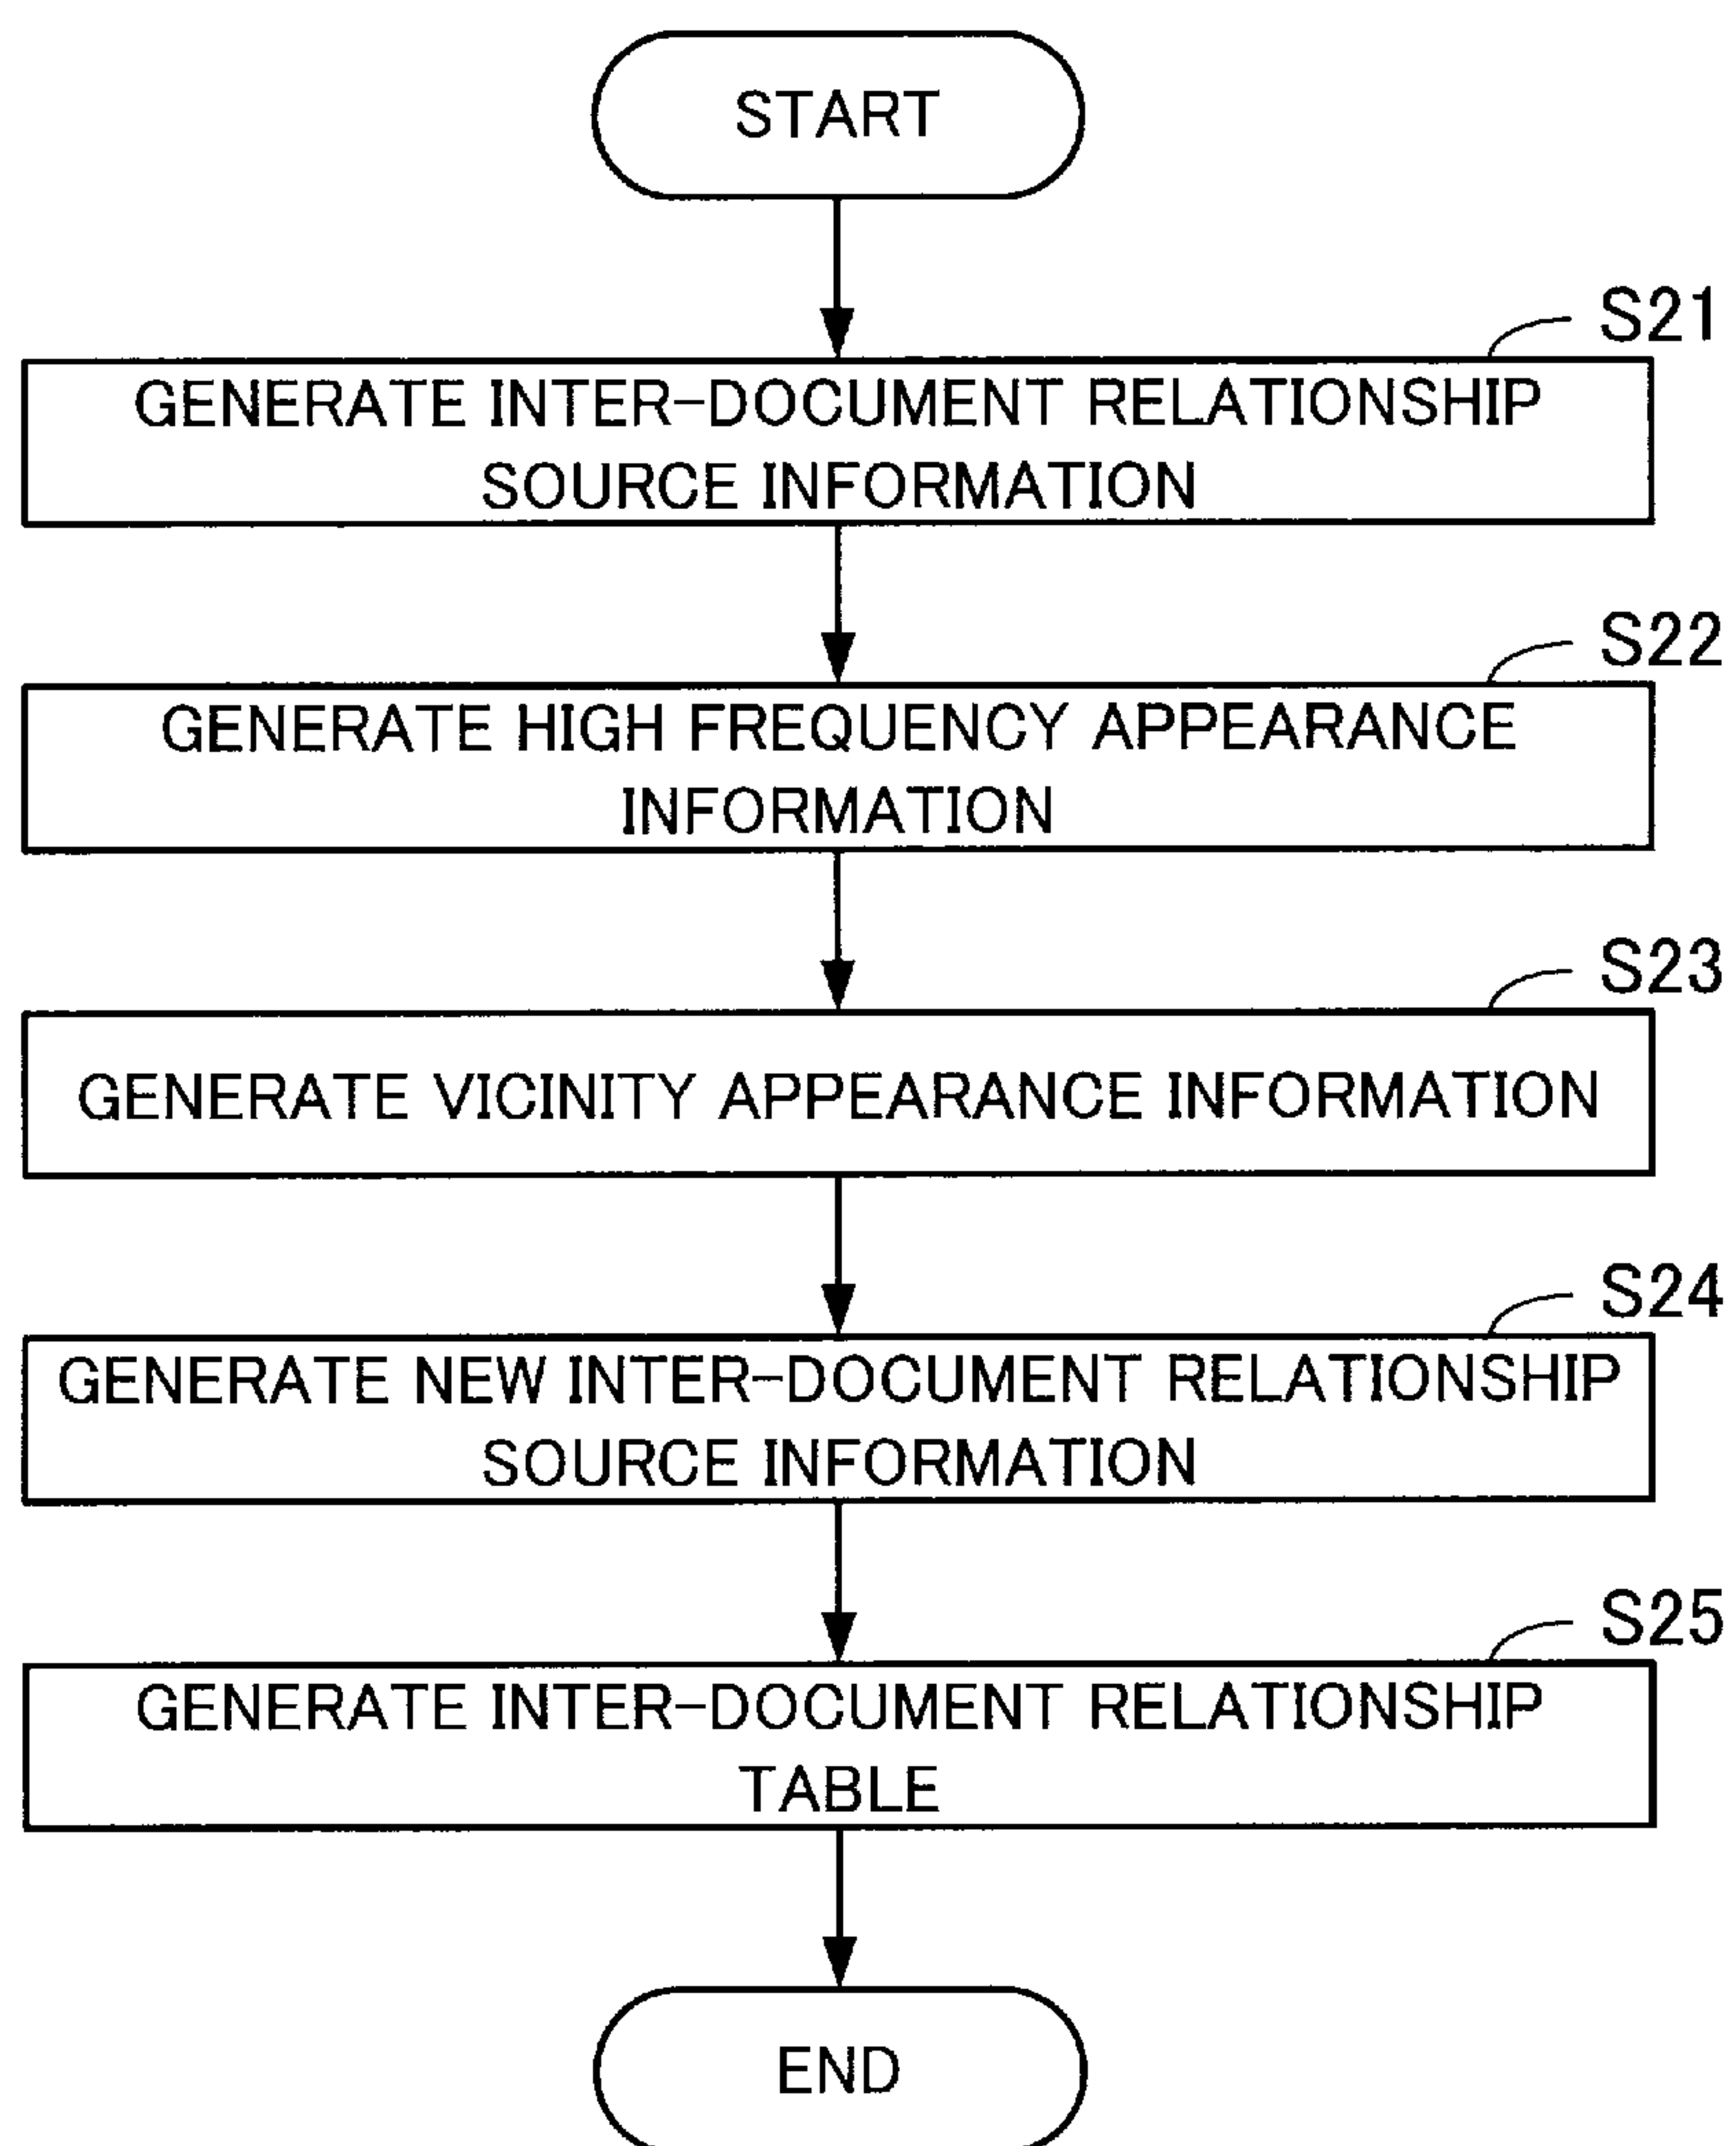 START
S21
GENERATE INTER-DOCUMENT RELATIONSHIP
SOURCE INFORMATION
S22
GENERATE HIGH FREQUENCY APPEARANCE
INFORMATION
S23
GENERATE VICINITY APPEARANCE INFORMATION
S24
GENERATE NEW INTER-DOCUMENT RELATIONSHIP
SOURCE INFORMATION
S25
GENERATE INTER-DOCUMENT RELATIONSHIP
TABLE
END